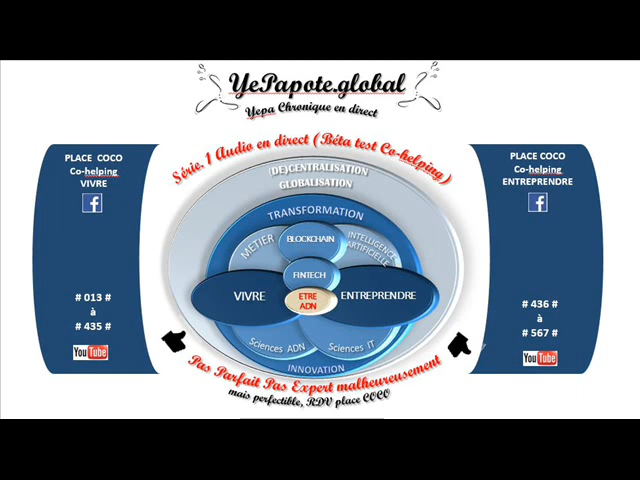 YePapote.global
Yepa Chronique en direct
Série. 1 Audio en direct (Béta test Co-helping)
PLACE COCO
Co-helping
VIVRE
(DE)CENTRALISATION
GLOBALISATION
TRANSFORMATION
METIER
BLOCKCHAIN
INTELLIGENCE
ARTIFICIELLE
FINTECH
VIVRE
ETRE
ADN
ENTREPRENDRE
Sciences ADN
Sciences IT
INNOVATION
# 013 #
à
# 435 #
YouTube
PLACE COCO
Co-helping
ENTREPRENDRE
# 436 #
à
# 567 #
YouTube
Pas Parfait Pas Expert malheureusement
mais perfectible, RDV place COCO